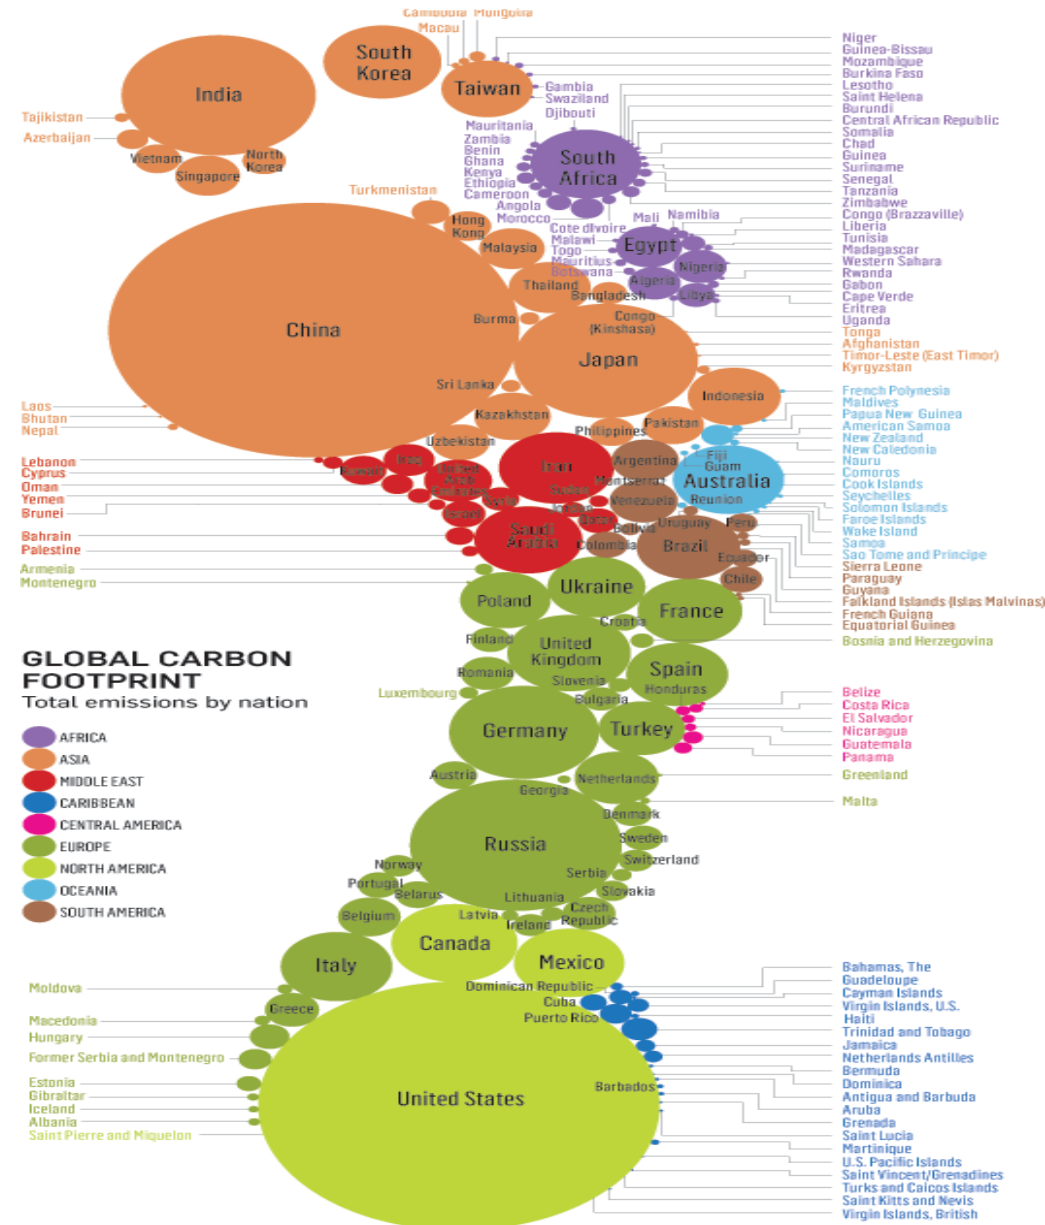 Cambodia Mongolia
Macau
South
Korea
Taiwan
India
Tajikistan
Azerbaijan
Vietnam
Singapore
North
Korea
Gambia
Swaziland
Djibouti
Mauritania
Zambia
Benin
Ghana
Kenya
Ethiopia
Cameroon
Angola
Morocco
South
Africa
Cote dIvoire
Mali
Namibia
Malawi
Togo
Mauritius
Botswana
Egypt
Nigeria
Algeria
Libya
Congo
(Kinshasa)
Niger
Guinea-Bissau
Mozambique
Burkina Faso
Lesotho
Saint Helena
Burundi
Central African Republic
Somalia
Chad
Guinea
Suriname
Senegal
Tanzania
Zimbabwe
Congo (Brazzaville)
Liberia
Tunisia
Madagascar
Western Sahara
Rwanda
Gabon
Cape Verde
Eritrea
Uganda
Tonga
Afghanistan
Timor-Leste (East Timor)
Kyrgyzstan
Turkmenistan
Hong
Kong
Malaysia
Thailand
Bangladesh
Burma
China
Japan
Sri Lanka
Kazakhstan
Uzbekistan
Philippines
Pakistan
Indonesia
Laos
Bhutan
Nepal
French Polynesia
Maldives
Papua New Guinea
American Samoa
New Zealand
New Caledonia
Nauru
Comoros
Cook Islands
Seychelles
Solomon Islands
Faroe Islands
Wake Island
Samoa
Sao Tome and Principe
Sierra Leone
Paraguay
Guyana
Falkland Islands (Islas Malvinas)
French Guiana
Equatorial Guinea
Bosnia and Herzegovina
Fiji
Guam
Australia
Reunion
Lebanon
Cyprus
Oman
Yemen
Brunei
Bahrain
Palestine
Kuwait
Iraq
United
Arab
Emirates
Syria
Israel
Iran
Sudan
Jordan
Qatar
Saudi
Arabia
Argentina
Montserrat
Venezuela
Bolivia
Uruguay
Peru
Colombia
Brazil
Ecuador
Chile
Armenia
Montenegro
Poland
Ukraine
France
Croatia
Finland
United
Kingdom
Romania
Slovenia
Spain
Honduras
Luxembourg
Bulgaria
Germany
Turkey
Belize
Costa Rica
El Salvador
Nicaragua
Guatemala
Panama
Greenland
Malta
Austria
Georgia
Netherlands
Denmark
Russia
Sweden
Switzerland
Norway
Serbia
Portugal
Belarus
Slovakia
Lithuania
Belgium
Latvia
Ireland
Czech
Republic
GLOBAL CARBON
FOOTPRINT
Total emissions by nation
AFRICA
ASIA
MIDDLE EAST
CARIBBEAN
CENTRAL AMERICA
EUROPE
NORTH AMERICA
OCEANIA
SOUTH AMERICA
Canada
Italy
Mexico
Moldova
Greece
Macedonia
Hungary
Former Serbia and Montenegro
Estonia
Gibraltar
Iceland
Albania
Saint Pierre and Miquelon
Dominican Republic
Cuba
Puerto Rico
United States
Barbados
Bahamas, The
Guadeloupe
Cayman Islands
Virgin Islands, U.S.
Haiti
Trinidad and Tobago
Jamaica
Netherlands Antilles
Bermuda
Dominica
Antigua and Barbuda
Aruba
Grenada
Saint Lucia
Martinique
U.S. Pacific Islands
Saint Vincent/Grenadines
Turks and Caicos Islands
Saint Kitts and Nevis
Virgin Islands, British